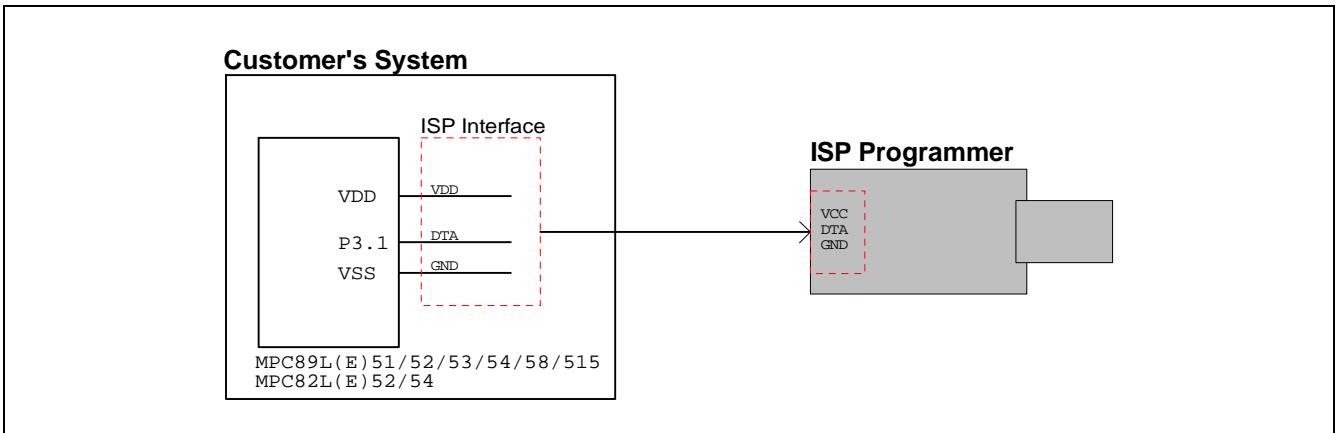 Customer's System
ISP Interface
VDD VDD
P3.1 DTA
VSS GND
MPC89L(E)51/52/53/54/58/515
MPC82L(E)52/54
ISP Programmer
VCC
DTA
GND